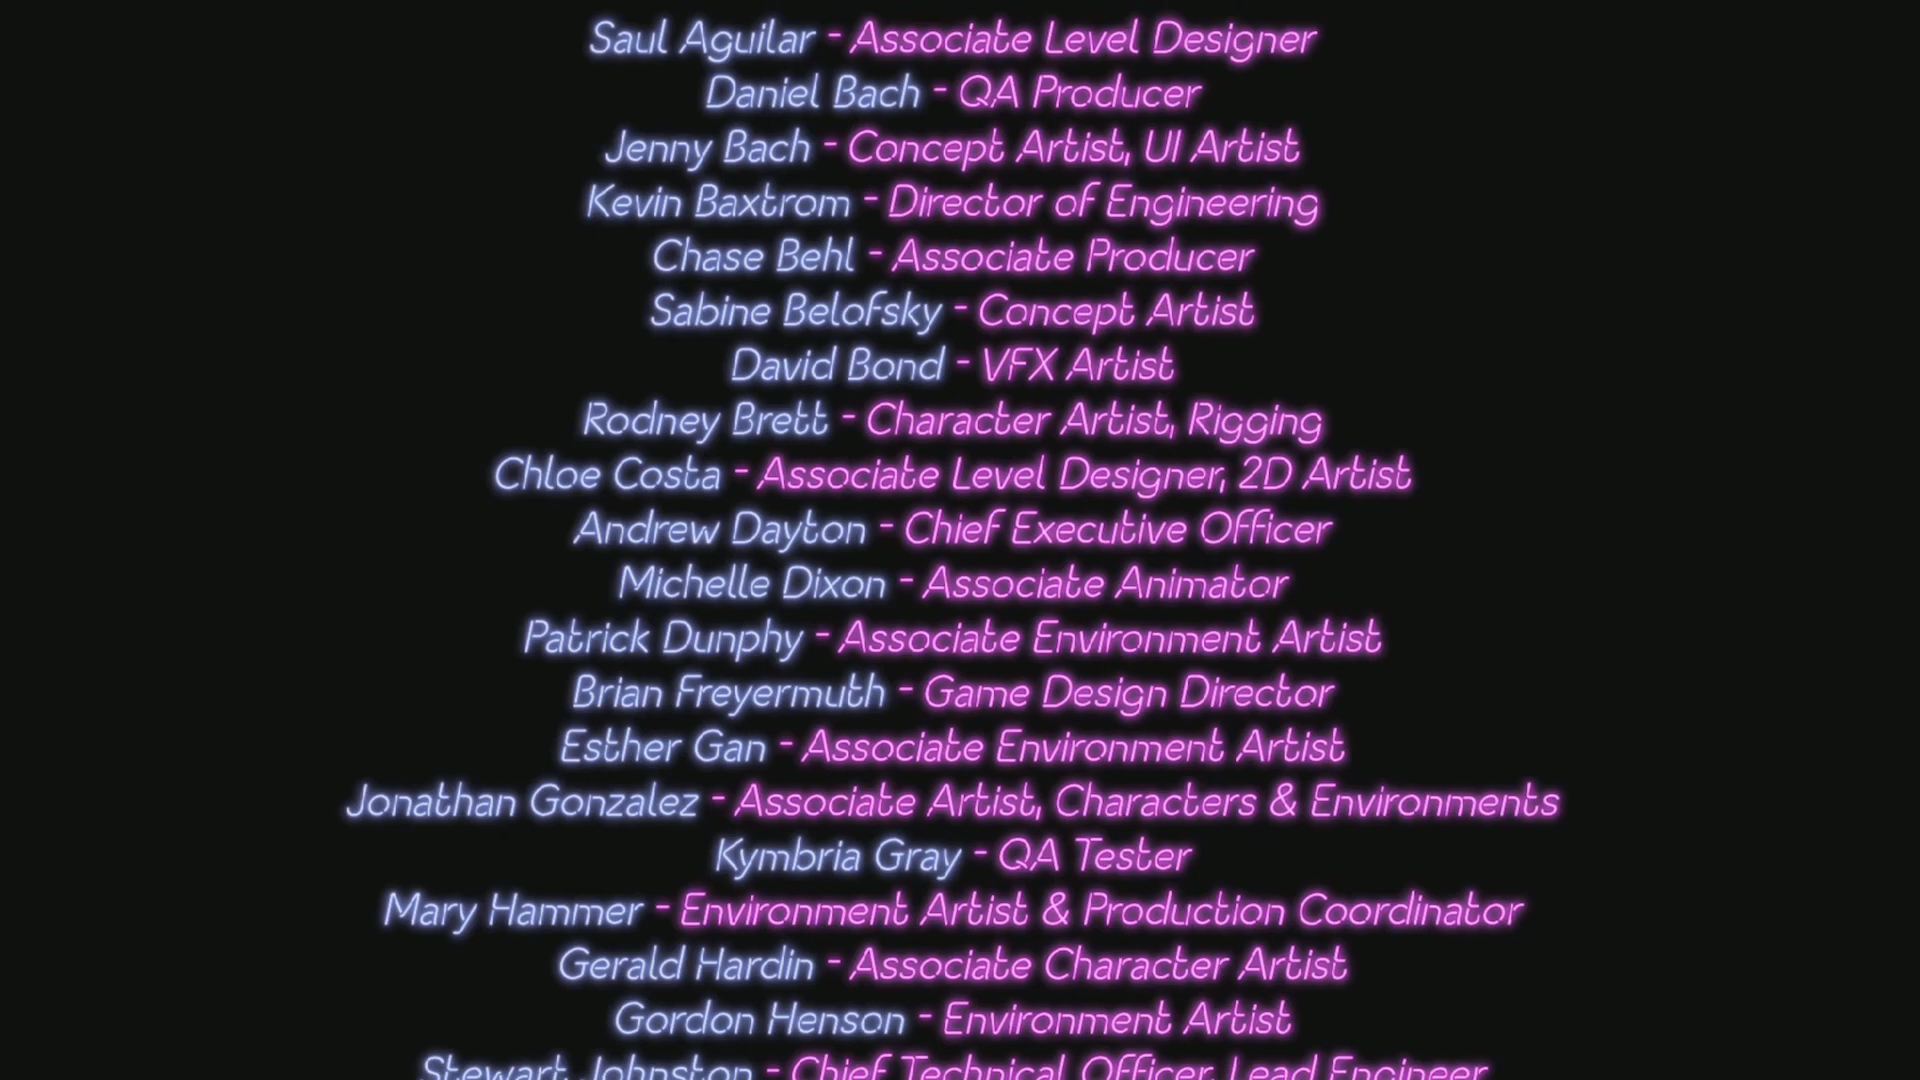 Saul Aguilar - Associate Level Designer
Daniel Bach - QA Producer
Jenny Bach - Concept Artist, UI Artist
Kevin Baxtrom - Director of Engineering
Chase Behl - Associate Producer
Sabine Belofsky - Concept Artist
David Bond - VFX Artist
Rodney Brett - Character Artist, Rigging
Chloe Costa - Associate Level Designer, 2D Artist
Andrew Dayton - Chief Executive Officer
Michelle Dixon - Associate Animator
Patrick Dunphy - Associate Environment Artist
Brian Freyermuth - Game Design Director
Esther Gan - Associate Environment Artist
Jonathan Gonzalez - Associate Artist, Characters & Environments
Kymbria Gray - QA Tester
Mary Hammer - Environment Artist & Production Coordinator
Gerald Hardin - Associate Character Artist
Gordon Henson - Environment Artist
Stewart Johnston - Chief Technical Officer, Lead Engineer